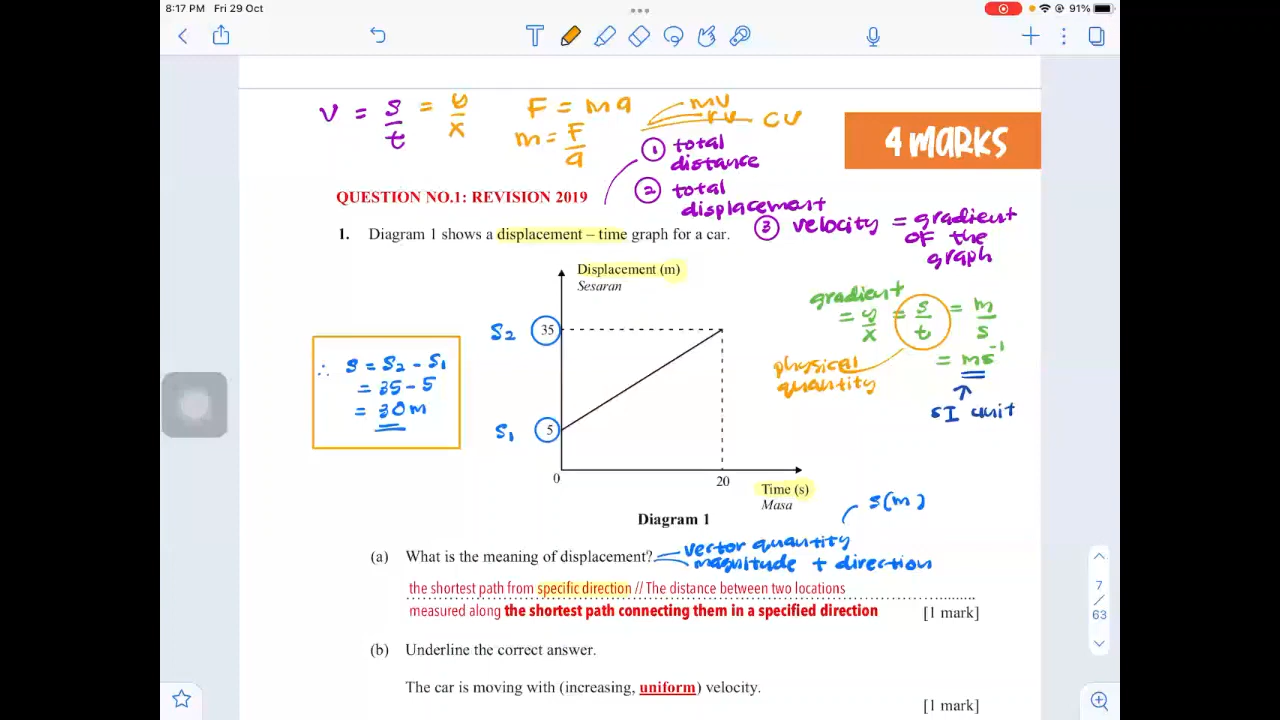 8:17 PM Fri 29 Oct
91%
V = s/t = y/x
F = ma
m = F/a
mv
rv
cv
4 MARKS
① total distance
② total displacement
③ velocity = gradient of the graph
QUESTION NO.1: REVISION 2019
1. Diagram 1 shows a displacement – time graph for a car.
Displacement (m)
Sesaran
gradient
= y/x = s/t = m/s
= ms⁻¹
SI unit
physical quantity
S2 35
∴ s = S2 - S1
= 35 - 5
= 30m
S1 5
0
20
Time (s)
Masa
Diagram 1
s(m)
(a) What is the meaning of displacement?
vector quantity
magnitude + direction
the shortest path from specific direction // The distance between two locations
measured along the shortest path connecting them in a specified direction
[1 mark]
(b) Underline the correct answer.
The car is moving with (increasing, uniform) velocity.
[1 mark]
7
/
63